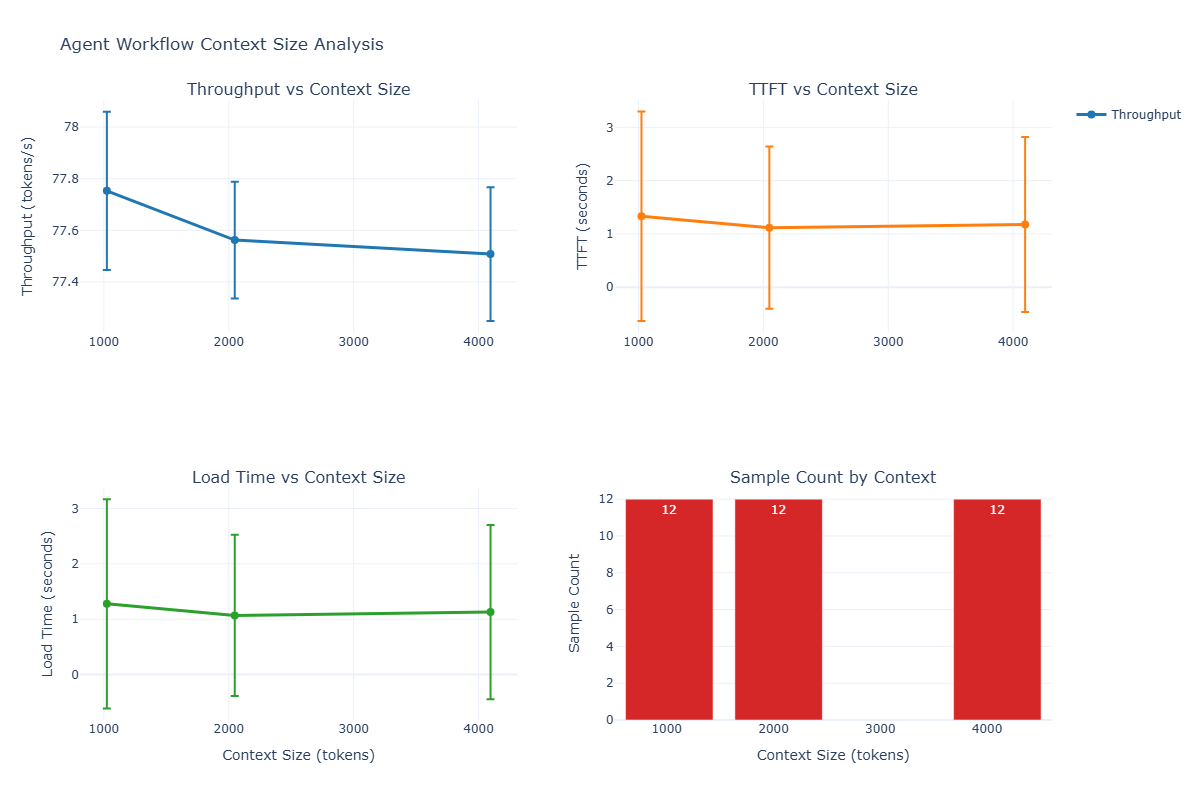 Agent Workflow Context Size Analysis
Throughput vs Context Size
Throughput (tokens/s)
78
77.8
77.6
77.4
1000 2000 3000 4000
TTFT vs Context Size
TTFT (seconds)
3
2
1
0
1000 2000 3000 4000
Throughput
Load Time vs Context Size
Load Time (seconds)
3
2
1
0
1000 2000 3000 4000
Context Size (tokens)
Sample Count by Context
Sample Count
12
10
8
6
4
2
0
12 12 12
1000 2000 3000 4000
Context Size (tokens)